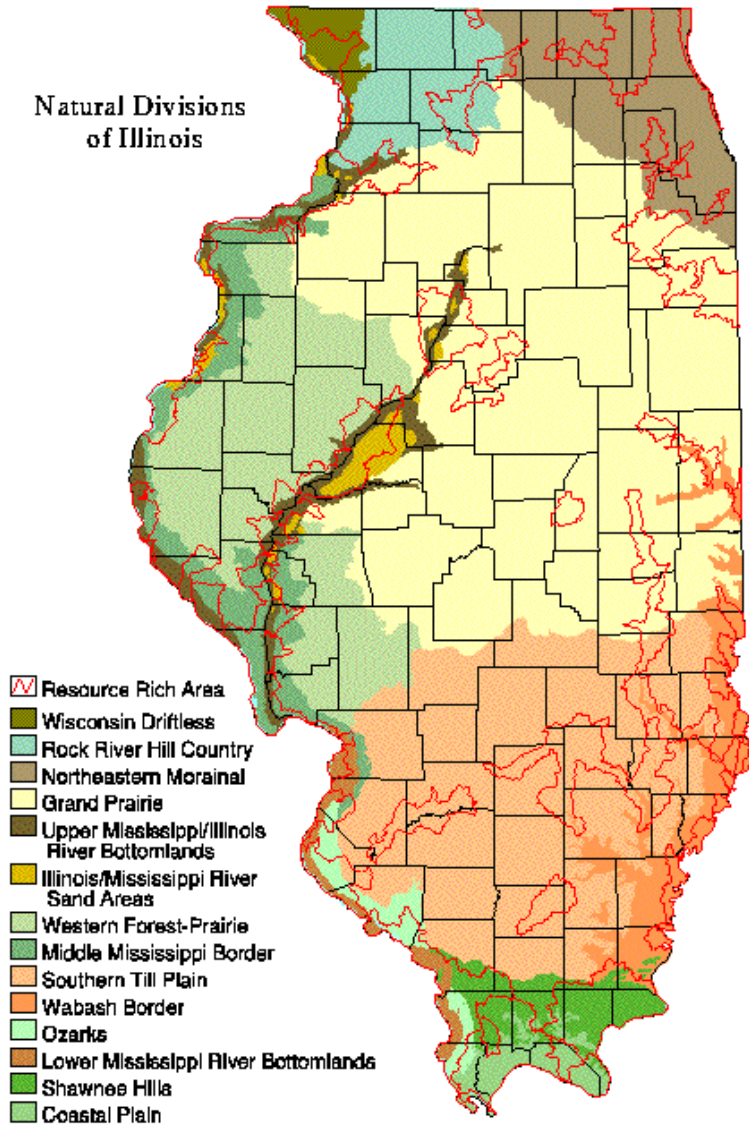 Natural Divisions
of Illinois
Resource Rich Area
Wisconsin Driftless
Rock River Hill Country
Northeastern Morainal
Grand Prairie
Upper Mississippi/Illinois
River Bottomlands
Illinois/Mississippi River
Sand Areas
Western Forest-Prairie
Middle Mississippi Border
Southern Till Plain
Wabash Border
Ozarks
Lower Mississippi River Bottomlands
Shawnee Hills
Coastal Plain